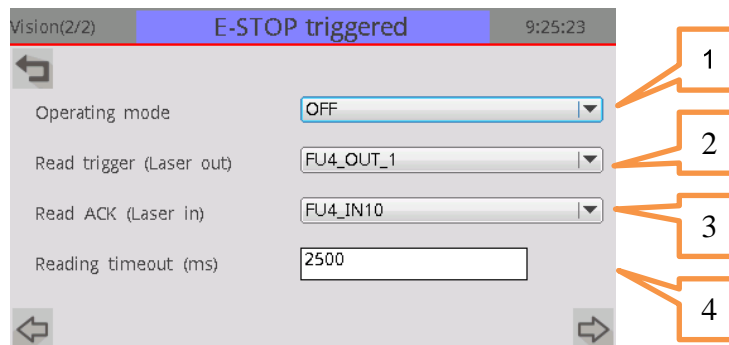 Vision(2/2) E-STOP triggered 9:25:23
1
Operating mode OFF
2
Read trigger (Laser out) FU4_OUT_1
Read ACK (Laser in) FU4_IN10
3
Reading timeout (ms) 2500
4